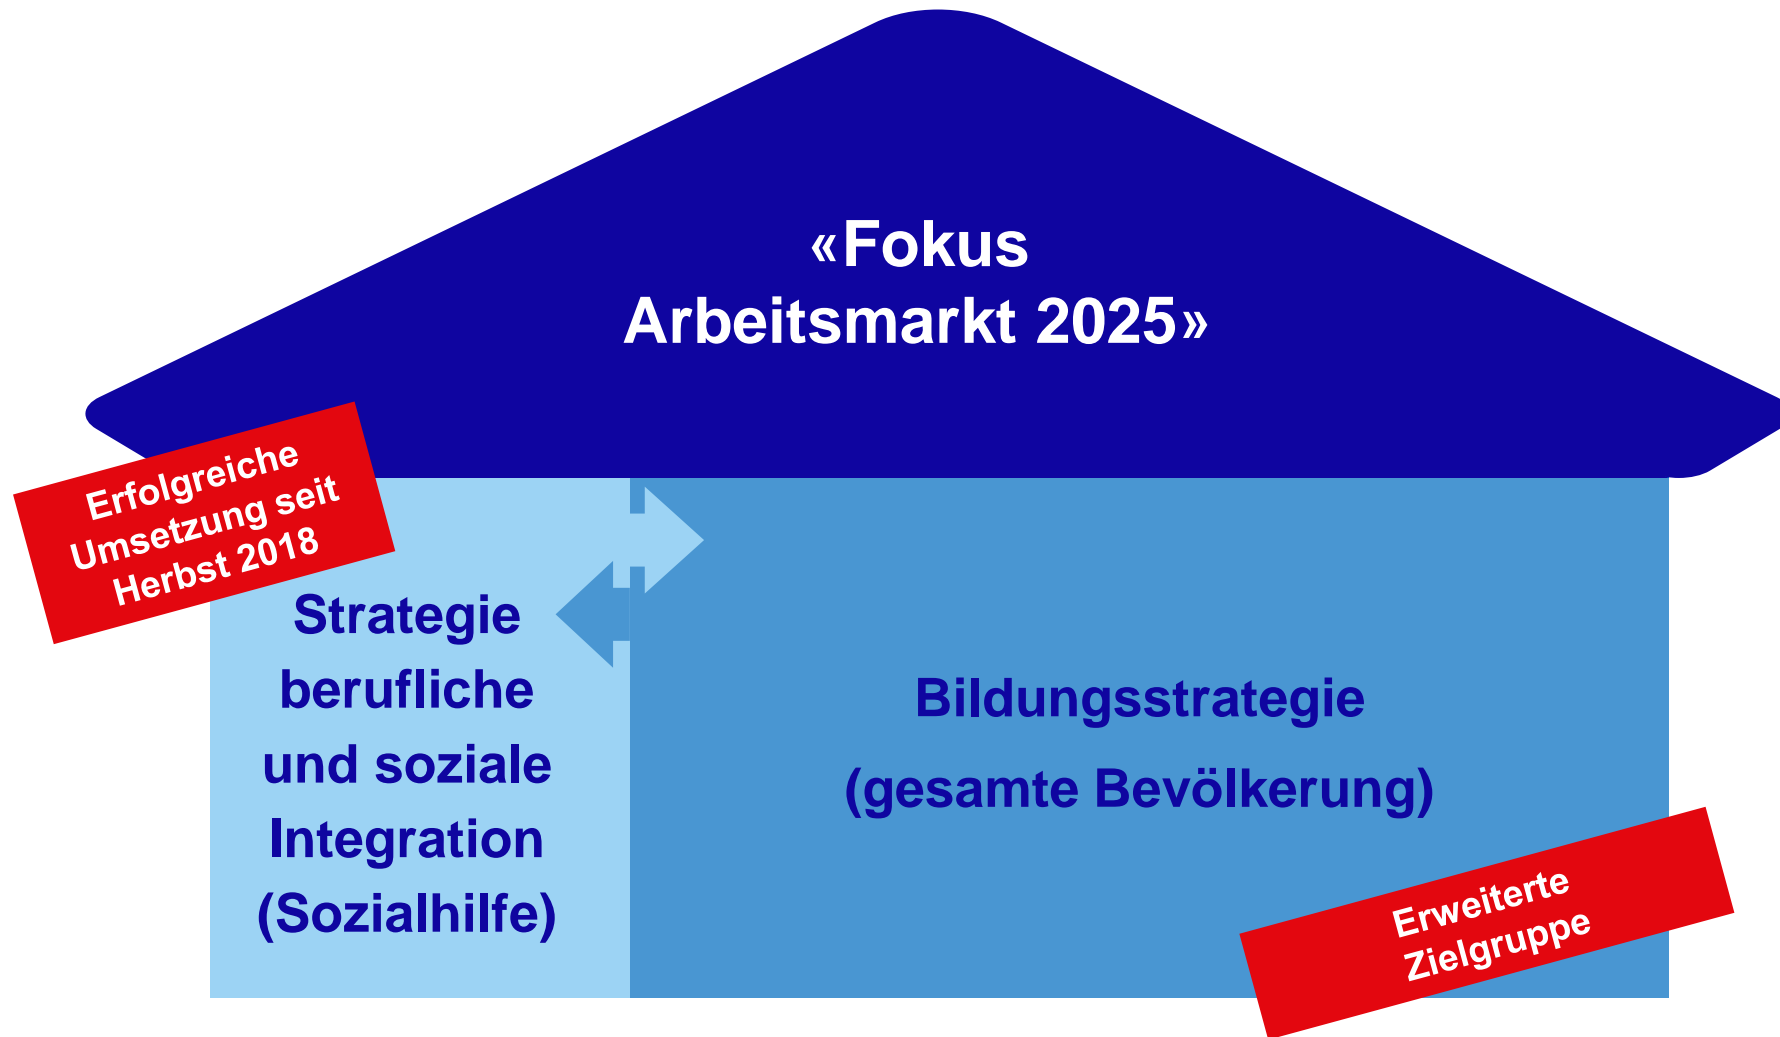 «Fokus
Arbeitsmarkt 2025»
Erfolgreiche
Umsetzung seit
Herbst 2018
Strategie
berufliche
und soziale
Integration
(Sozialhilfe)
Bildungsstrategie
(gesamte Bevölkerung)
Erweiterte
Zielgruppe